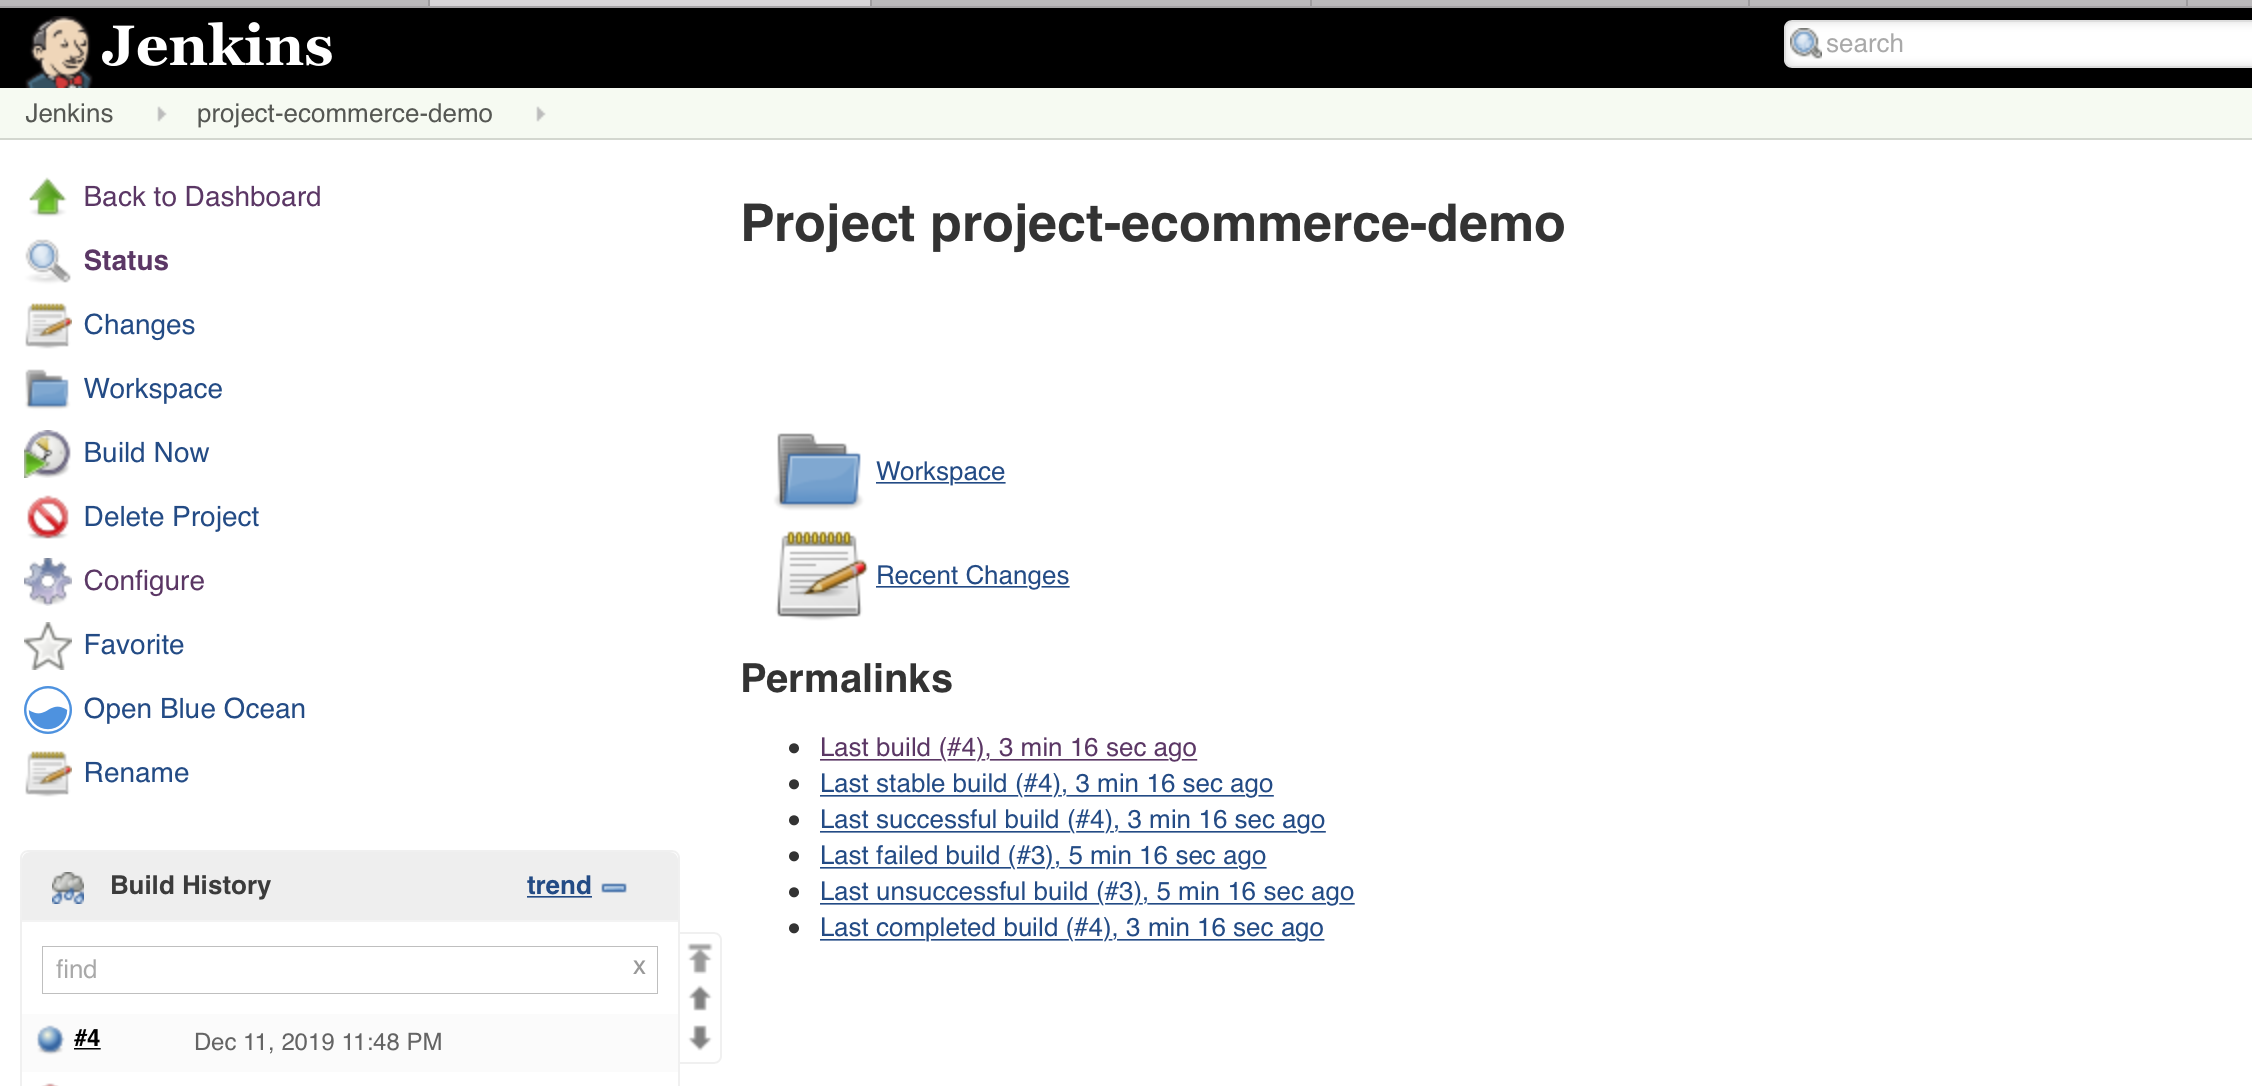 Jenkins
search
Jenkins
project-ecommerce-demo
Back to Dashboard
Status
Changes
Workspace
Build Now
Delete Project
Configure
Favorite
Open Blue Ocean
Rename
Build History
trend
find
x
#4
Dec 11, 2019 11:48 PM
Project project-ecommerce-demo
Workspace
Recent Changes
Permalinks
Last build (#4), 3 min 16 sec ago
Last stable build (#4), 3 min 16 sec ago
Last successful build (#4), 3 min 16 sec ago
Last failed build (#3), 5 min 16 sec ago
Last unsuccessful build (#3), 5 min 16 sec ago
Last completed build (#4), 3 min 16 sec ago